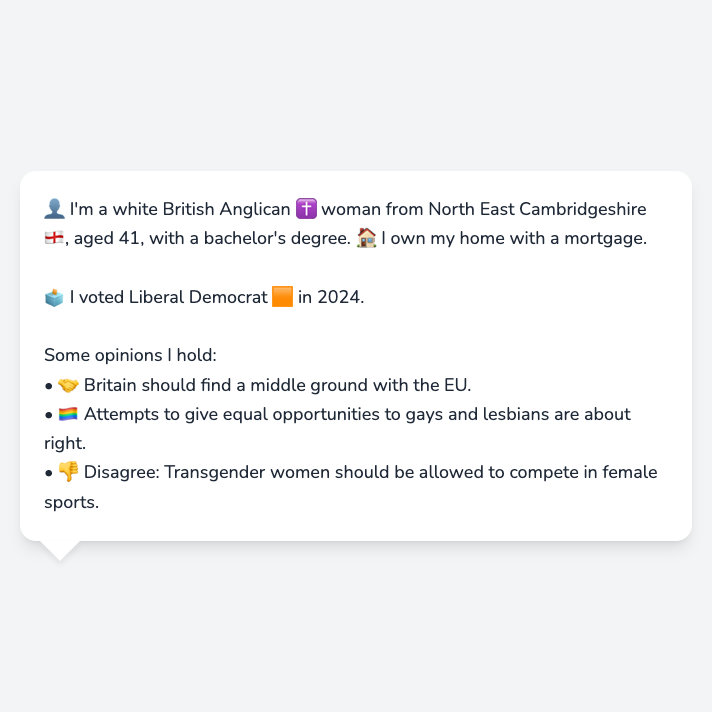 👤 I'm a white British Anglican ✝️ woman from North East Cambridgeshire
🏴󠁧󠁢󠁥󠁮󠁧󠁿, aged 41, with a bachelor's degree. 🏠 I own my home with a mortgage.
🗳️ I voted Liberal Democrat 🟧 in 2024.
Some opinions I hold:
• 🤝 Britain should find a middle ground with the EU.
• 🏳️‍🌈 Attempts to give equal opportunities to gays and lesbians are about
right.
• 👎 Disagree: Transgender women should be allowed to compete in female
sports.